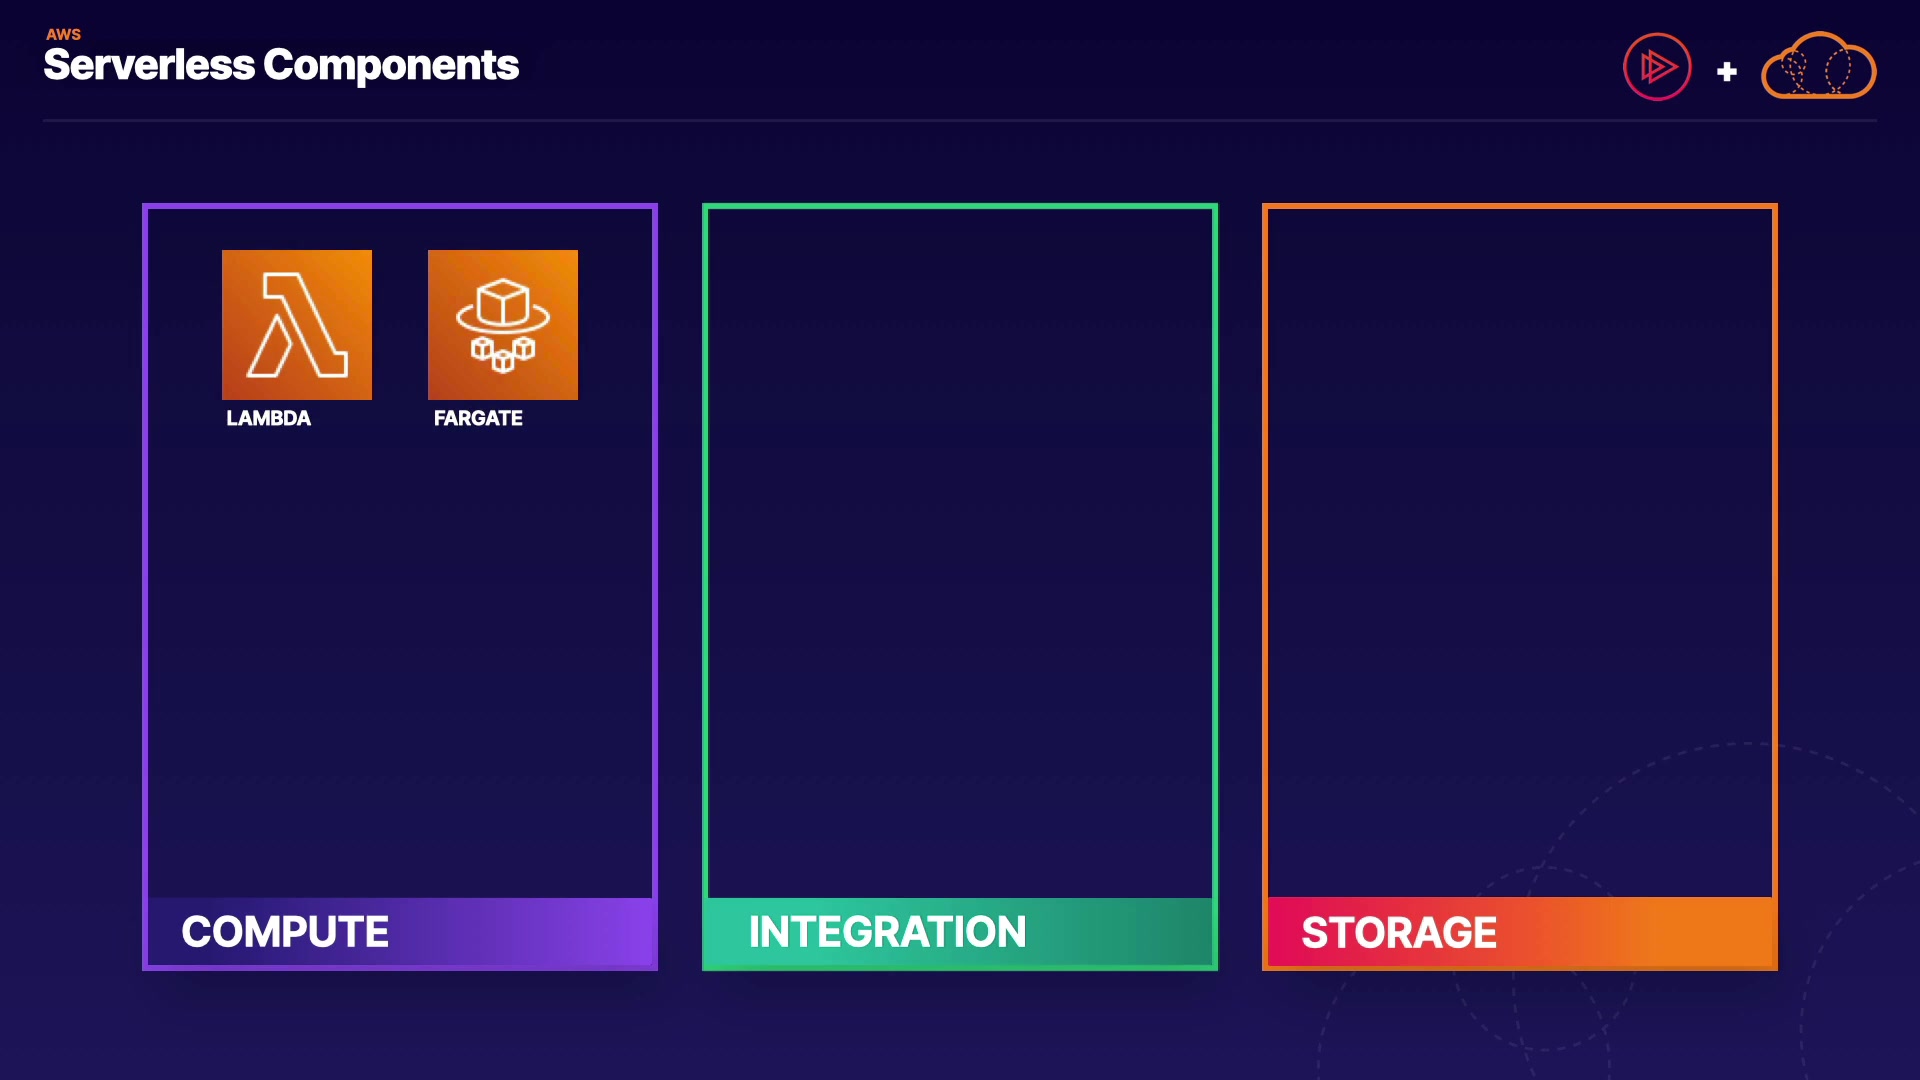 AWS
Serverless Components
LAMBDA
FARGATE
COMPUTE
INTEGRATION
STORAGE